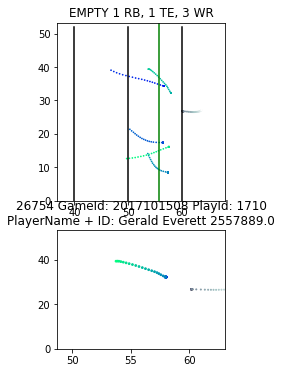 EMPTY 1 RB, 1 TE, 3 WR
50
40
30
20
10
0
40 50 60
26754 GameId: 2017101508 PlayId: 1710
PlayerName + ID: Gerald Everett 2557889.0
40
20
0
50 55 60